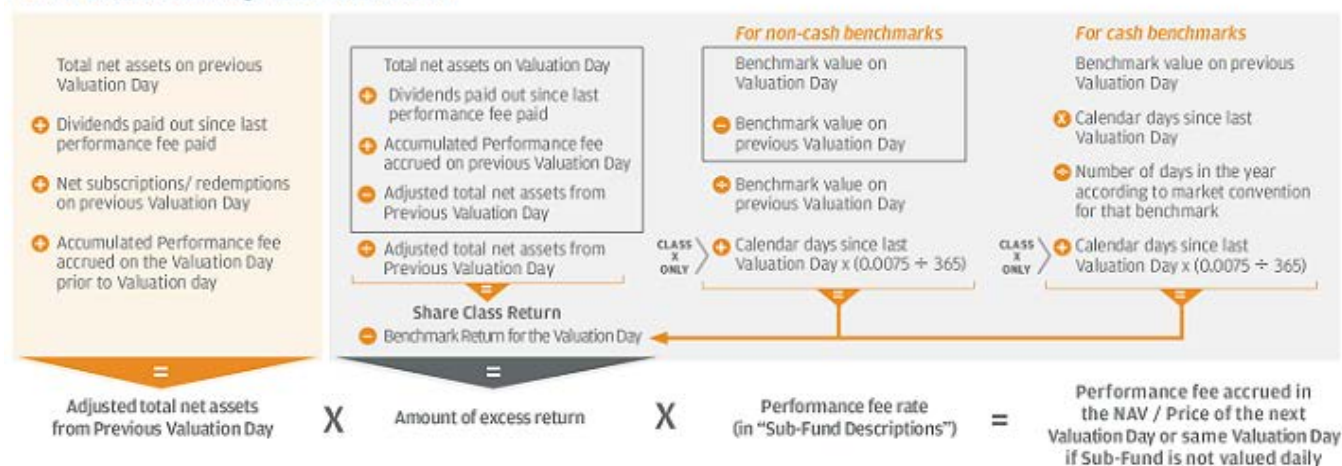 Total net assets on previous
Valuation Day
+ Dividends paid out since last
performance fee paid
+ Net subscriptions/ redemptions
on previous Valuation Day
+ Accumulated Performance fee
accrued on the Valuation Day
prior to Valuation day
=
Adjusted total net assets
from Previous Valuation Day
X
Total net assets on Valuation Day
+ Dividends paid out since last
performance fee paid
+ Accumulated Performance fee
accrued on previous Valuation Day
− Adjusted total net assets from
Previous Valuation Day
Adjusted total net assets from
Previous Valuation Day
=
Share Class Return
− Benchmark Return for the Valuation Day
=
Amount of excess return
X
For non-cash benchmarks
Benchmark value on
Valuation Day
− Benchmark value on
previous Valuation Day
Benchmark value on
previous Valuation Day
CLASS
X
ONLY
+ Calendar days since last
Valuation Day x (0.0075 ÷ 365)
=
For cash benchmarks
Benchmark value on previous
Valuation Day
X Calendar days since last
Valuation Day
Number of days in the year
according to market convention
for that benchmark
CLASS
X
ONLY
+ Calendar days since last
Valuation Day x (0.0075 ÷ 365)
=
Performance fee rate
(in “Sub-Fund Descriptions”)
=
Performance fee accrued in
the NAV / Price of the next
Valuation Day or same Valuation Day
if Sub-Fund is not valued daily